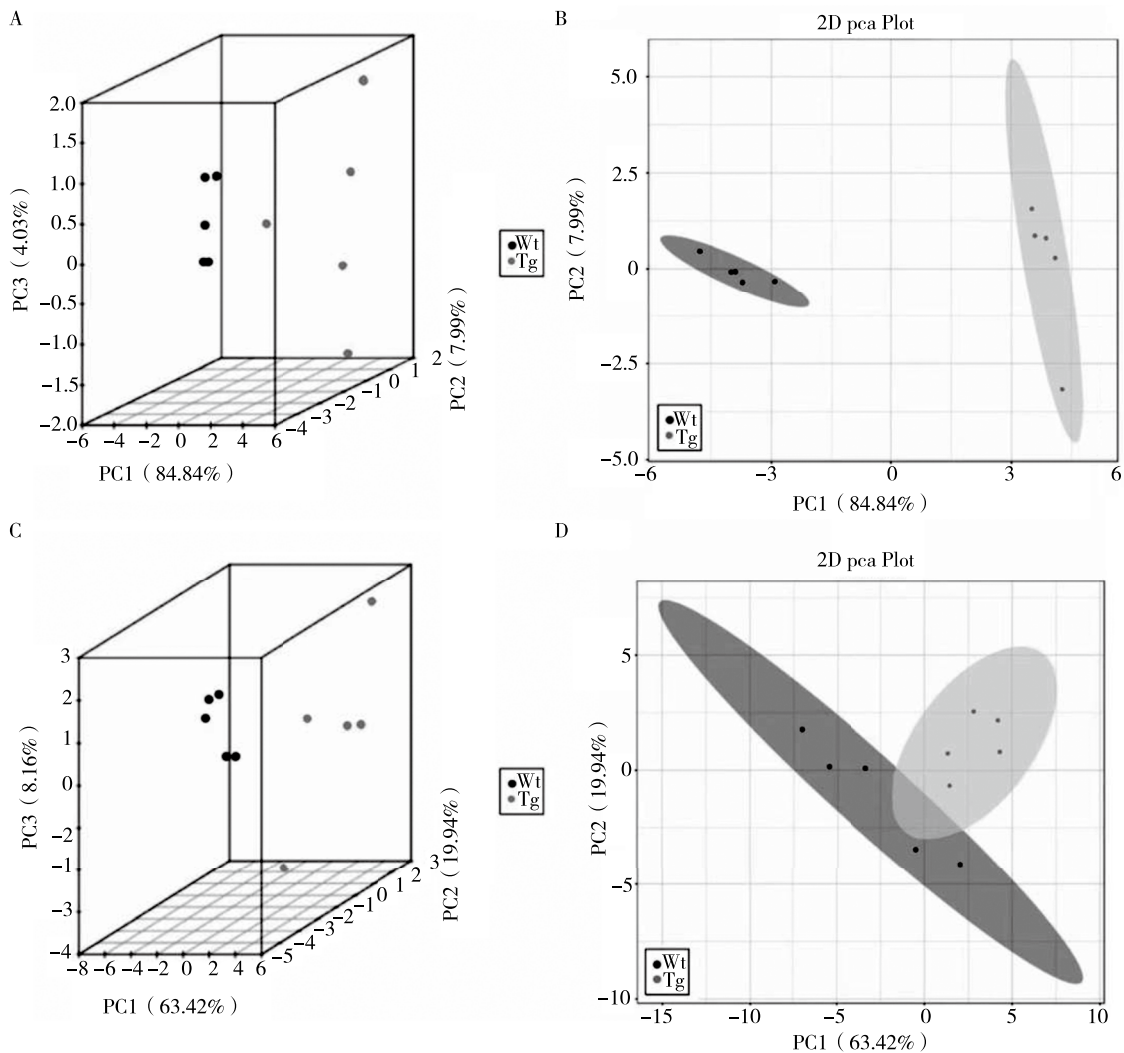 A
2.0
1.5
1.0
0.5
0
−0.5
−1.0
−1.5
−2.0
PC3（4.03%）
−6 −4 −2 0 2 4 6
PC1（84.84%）
−4 −3 −2 −1 0 1 2
PC2（7.99%）
Wt
Tg
B
2D pca Plot
5.0
2.5
0
−2.5
−5.0
PC2（7.99%）
Wt
Tg
−6 −3 0 3 6
PC1（84.84%）
C
3
2
1
0
−2
−1
−3
−4
PC3（8.16%）
−8 −6 −4 −2 0 2 4 6
PC1（63.42%）
−5 −4 −3 −2 −1 0 1 2 3
PC2（19.94%）
Wt
Tg
D
2D pca Plot
5
0
−5
−10
PC2（19.94%）
Wt
Tg
−15 −10 −5 0 5 10
PC1（63.42%）